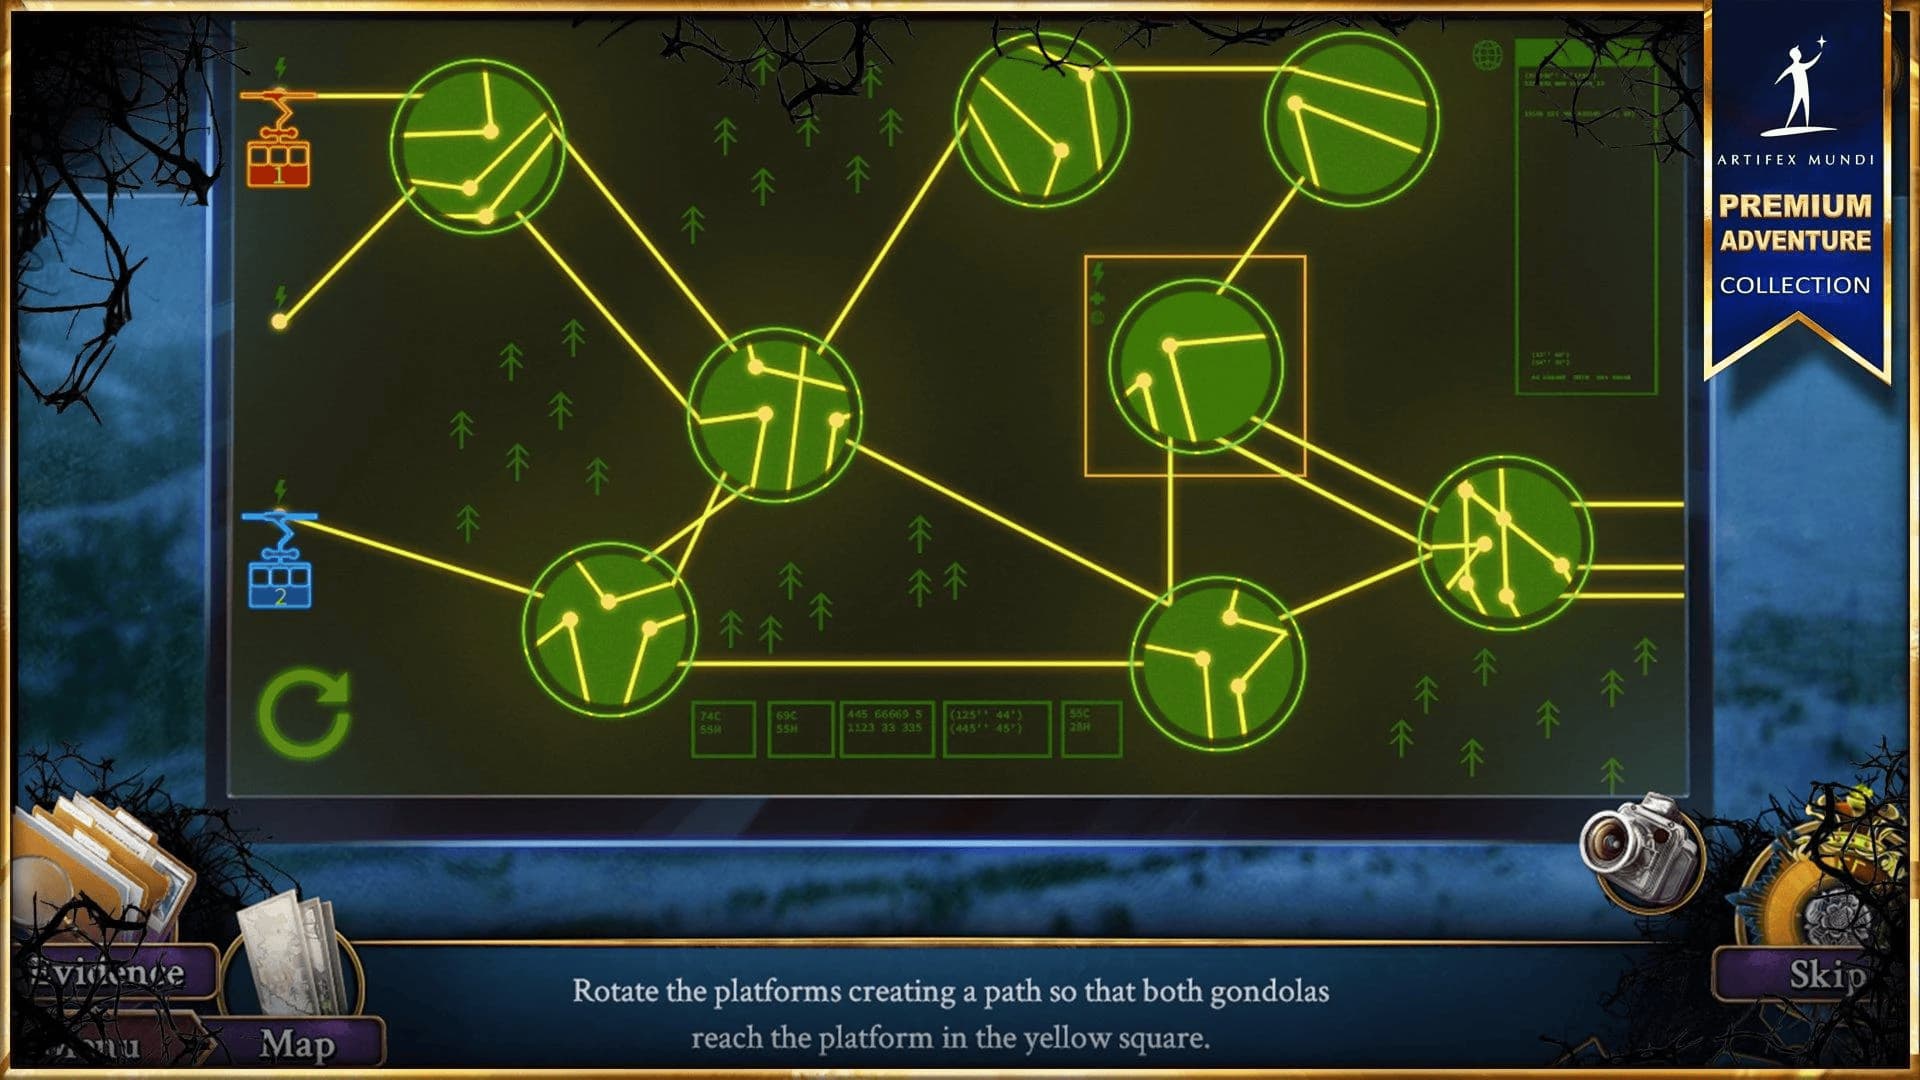 ARTIFEX MUNDI
PREMIUM
ADVENTURE
COLLECTION
1
2
74C
55H
69C
55H
445 66669 5
1123 33 335
(125'' 44')
(445'' 45')
55C
28H
Evidence
Menu
Map
Rotate the platforms creating a path so that both gondolas
reach the platform in the yellow square.
Skip